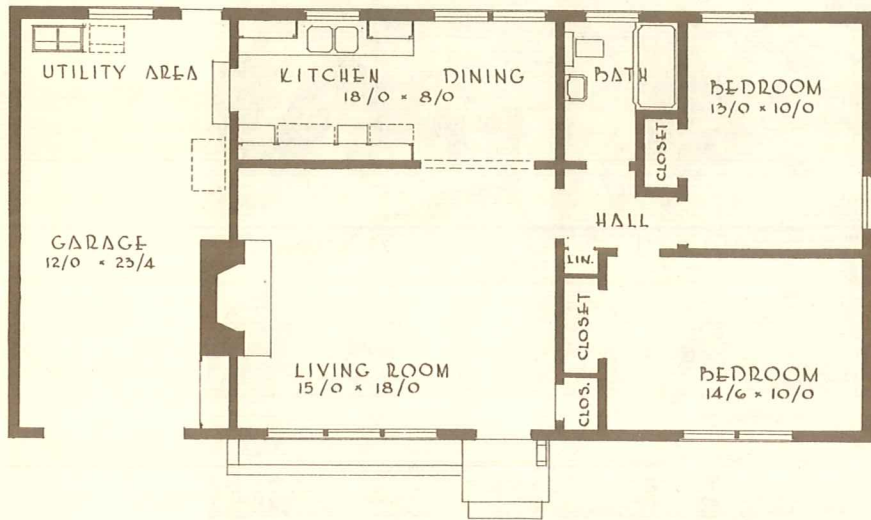 UTILITY AREA
KITCHEN DINING
18/0 × 8/0
BATH
BEDROOM
13/0 × 10/0
CLOSET
HALL
GARAGE
12/0 × 23/4
LIN.
CLOSET
LIVING ROOM
15/0 × 18/0
CLOS.
BEDROOM
14/6 × 10/0